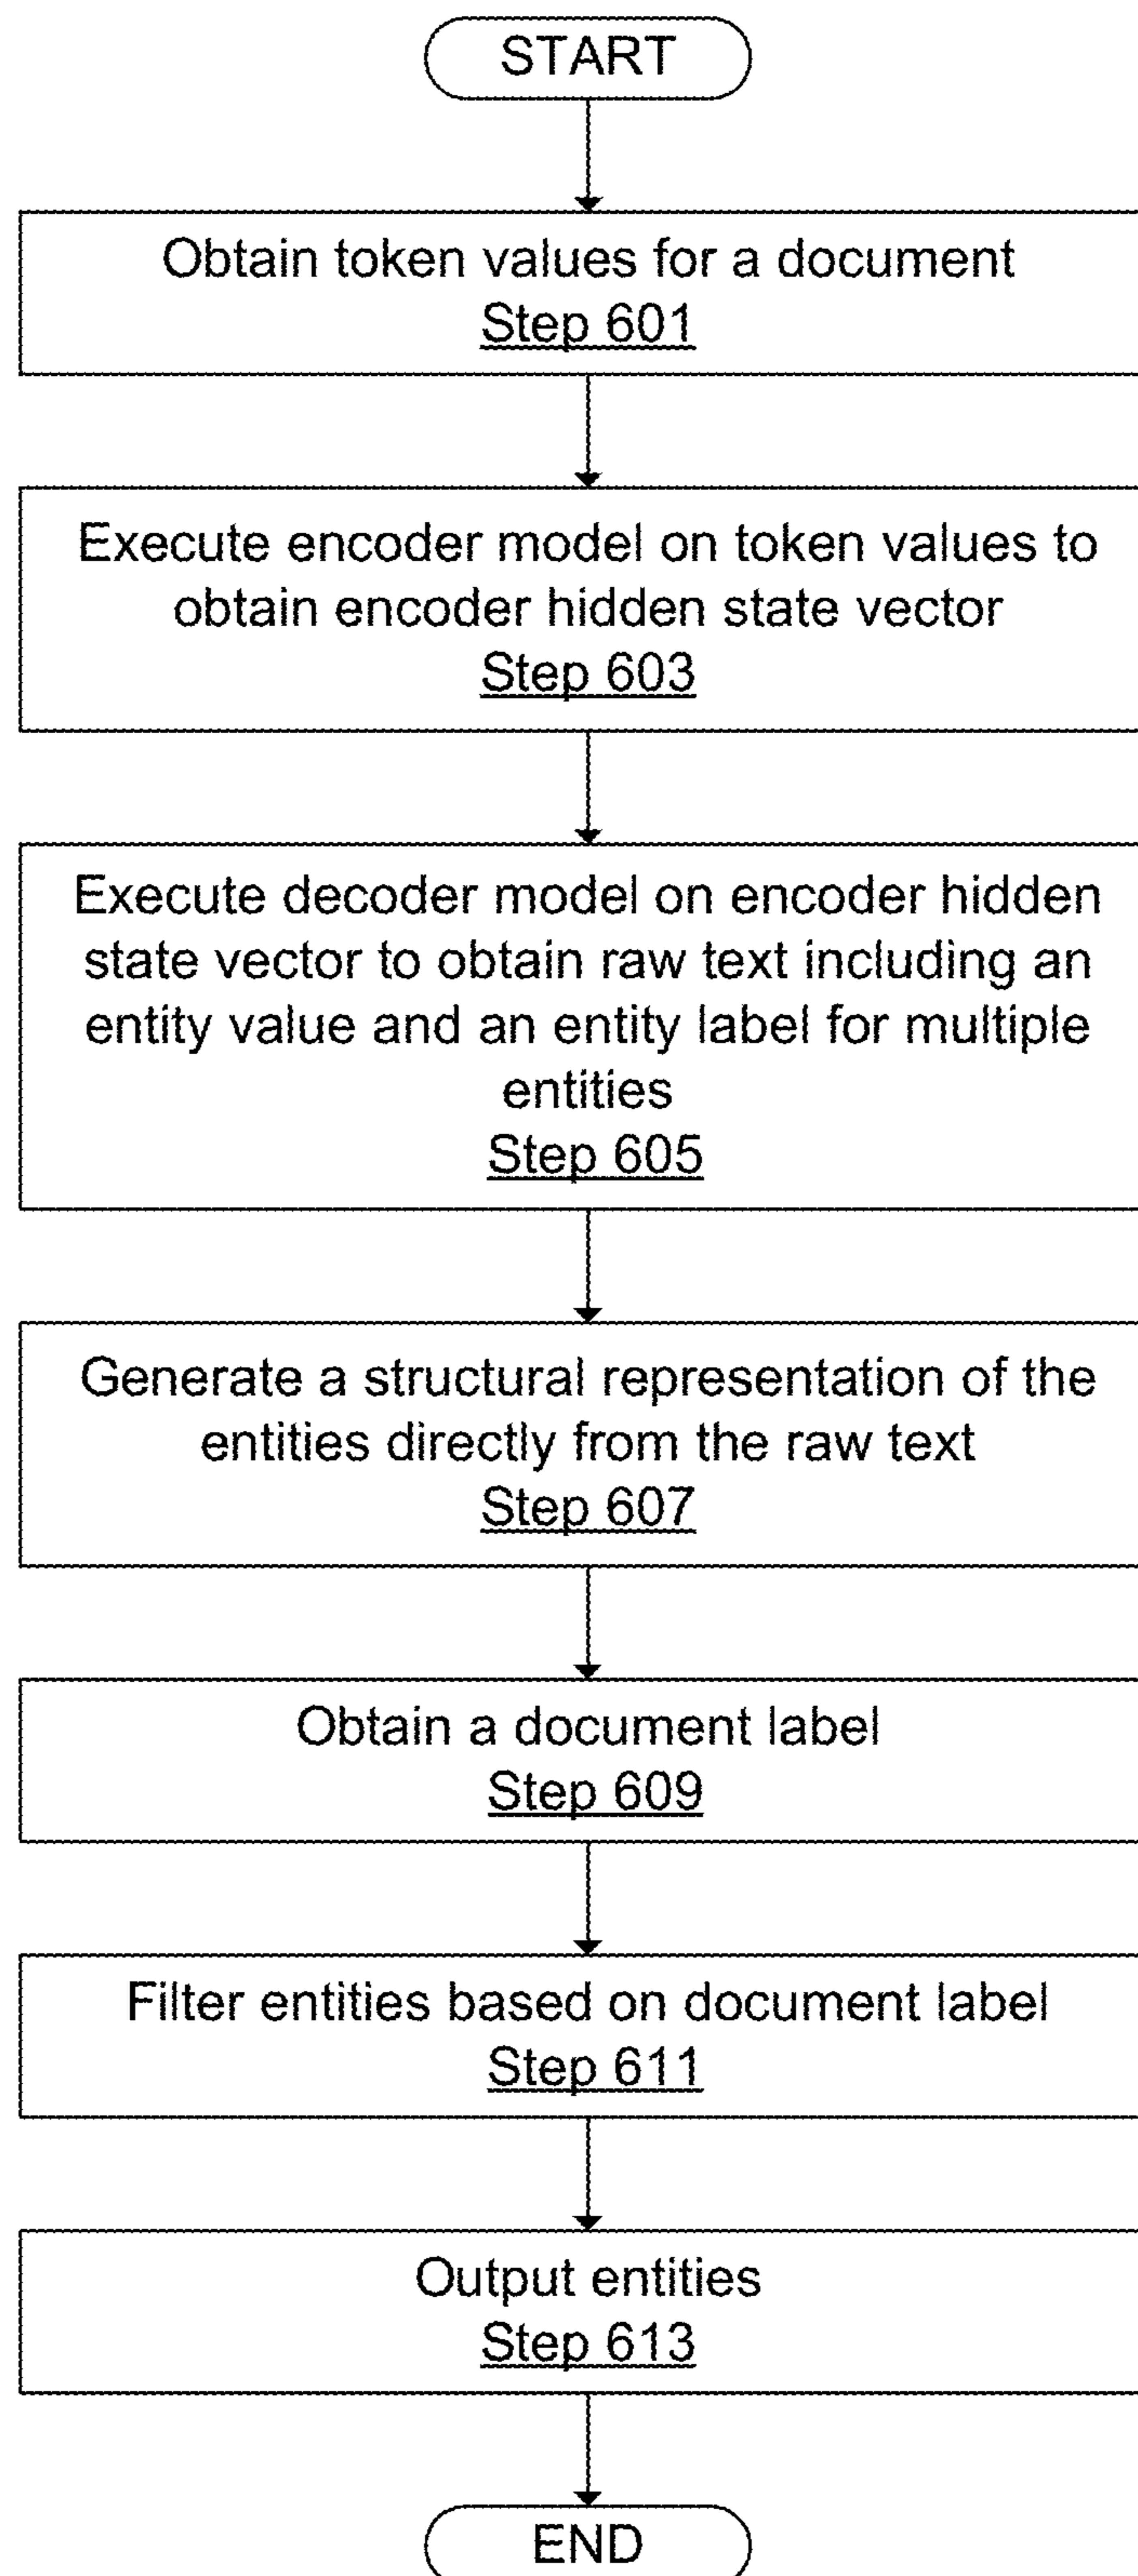 START
Obtain token values for a document
Step 601
Execute encoder model on token values to
obtain encoder hidden state vector
Step 603
Execute decoder model on encoder hidden
state vector to obtain raw text including an
entity value and an entity label for multiple
entities
Step 605
Generate a structural representation of the
entities directly from the raw text
Step 607
Obtain a document label
Step 609
Filter entities based on document label
Step 611
Output entities
Step 613
END